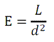 E = L / d²